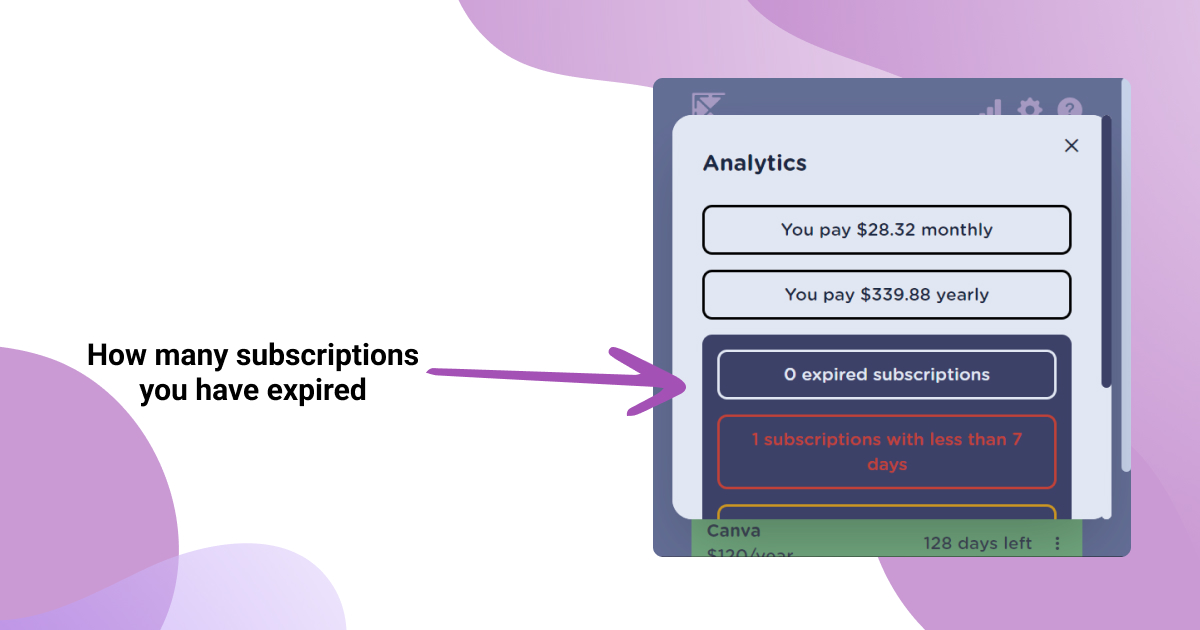 How many subscriptions
you have expired
?
Analytics
You pay $28.32 monthly
You pay $339.88 yearly
0 expired subscriptions
1 subscriptions with less than 7
days
Canva
$120/year
128 days left